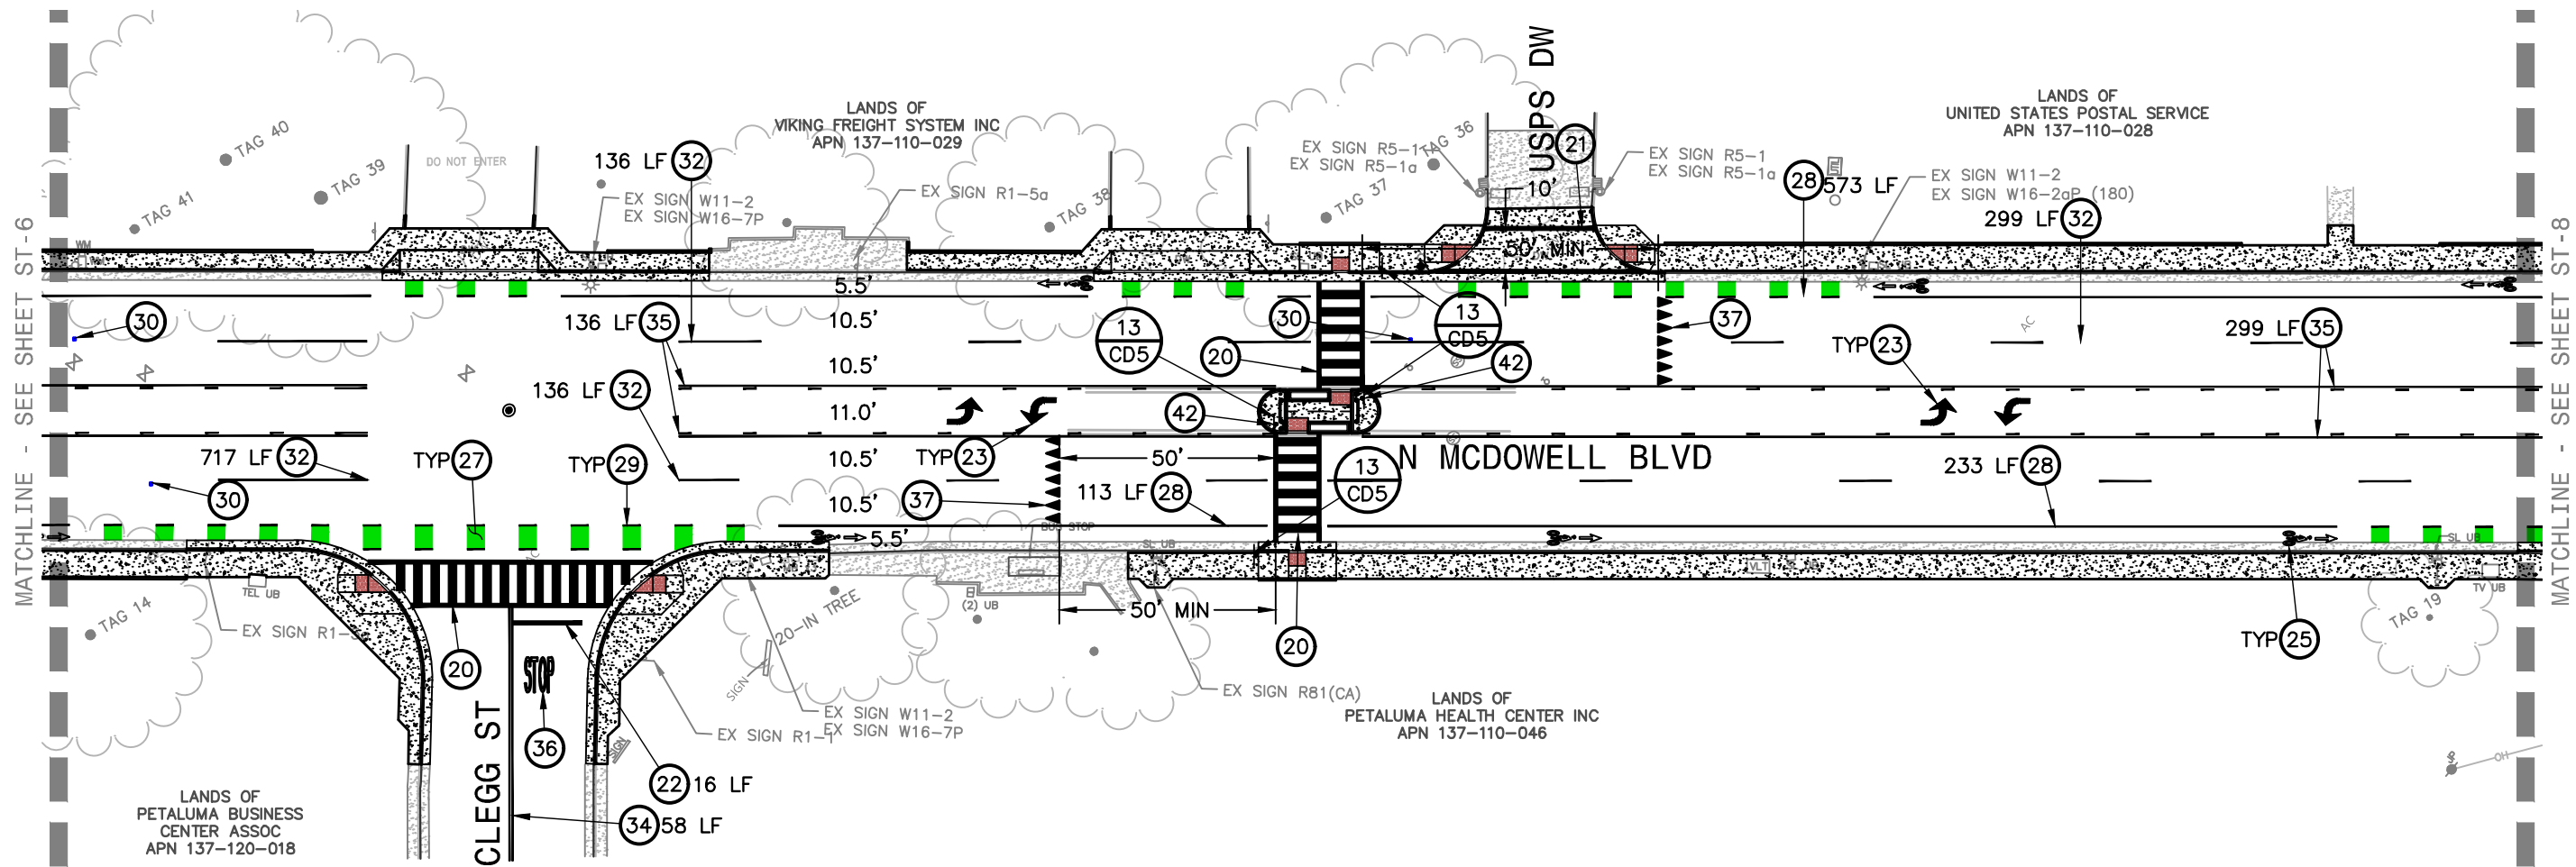 MATCHLINE - SEE SHEET ST-6
TAG 40
TAG 39
TAG 41
DO NOT ENTER
136 LF 32
EX SIGN W11-2
EX SIGN W16-7P
LANDS OF
VIKING FREIGHT SYSTEM INC
APN 137-110-029
EX SIGN R1-5a
TAG 38
EX SIGN R5-1
EX SIGN R5-1a
TAG 36
TAG 37
USPS DW
21
10'
50' MIN
EX SIGN R5-1
EX SIGN R5-1a
28 573 LF
LANDS OF
UNITED STATES POSTAL SERVICE
APN 137-110-028
EX SIGN W11-2
EX SIGN W16-2aP (180)
299 LF 32
WM
30
136 LF 35
5.5'
10.5'
10.5'
11.0'
10.5'
10.5'
5.5'
13
CD5
20
30
13
CD5
42
37
TYP 23
AC
299 LF 35
136 LF 32
42
717 LF 32
30
TYP 27
TYP 29
TYP 23
37
50'
113 LF 28
13
CD5
N MCDOWELL BLVD
233 LF 28
AC
BUS STOP
SL UB
VLT
SL UB
TV UB
TEL UB
TAG 14
20
STOP
36
20-IN TREE
SIGN
(2) UB
50' MIN
20
TYP 25
TAG 19
EX SIGN R81(CA)
LANDS OF
PETALUMA HEALTH CENTER INC
APN 137-110-046
EX SIGN W11-2
EX SIGN W16-7P
EX SIGN R1-1
SIGN
22 16 LF
34 58 LF
CLEGG ST
LANDS OF
PETALUMA BUSINESS
CENTER ASSOC
APN 137-120-018
OH
MATCHLINE - SEE SHEET ST-8